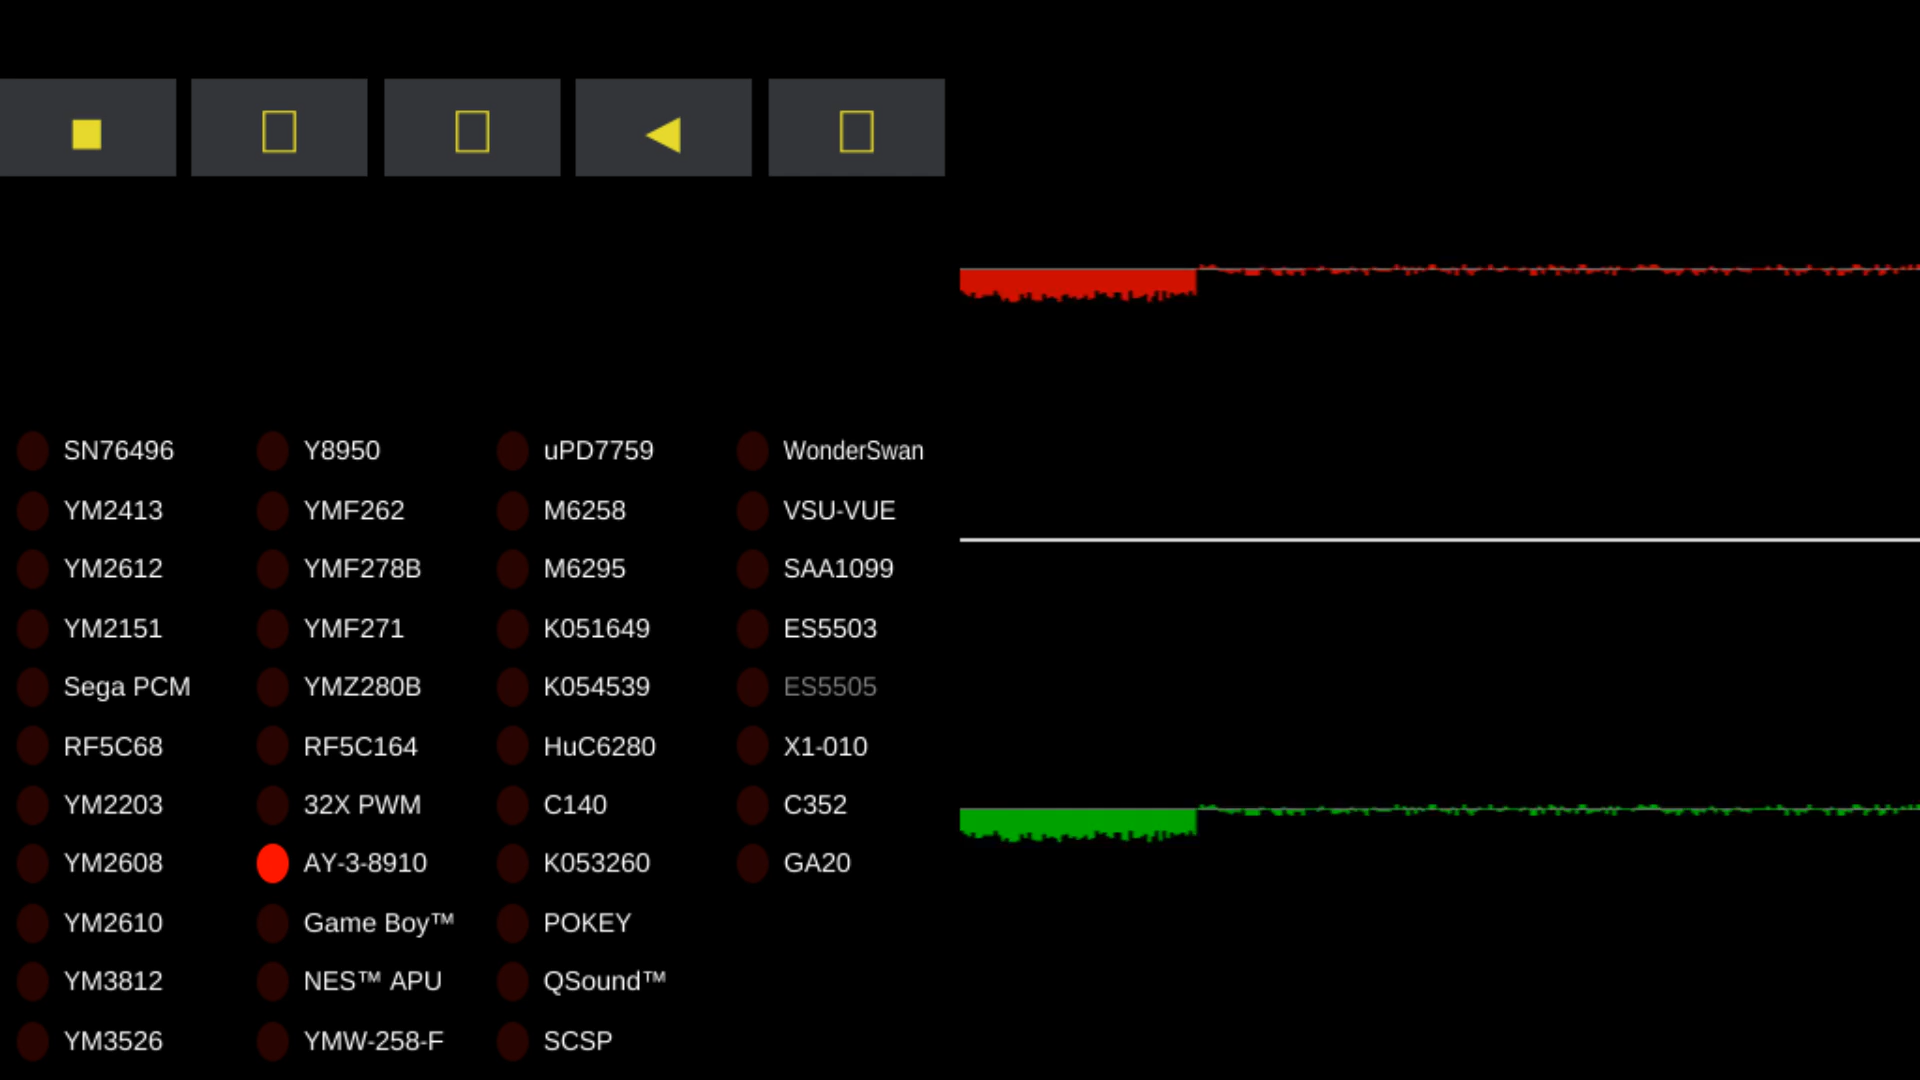 SN76496 Y8950 uPD7759 WonderSwan
YM2413 YMF262 M6258 VSU-VUE
YM2612 YMF278B M6295 SAA1099
YM2151 YMF271 K051649 ES5503
Sega PCM YMZ280B K054539 ES5505
RF5C68 RF5C164 HuC6280 X1-010
YM2203 32X PWM C140 C352
YM2608 AY-3-8910 K053260 GA20
YM2610 Game Boy™ POKEY
YM3812 NES™ APU QSound™
YM3526 YMW-258-F SCSP